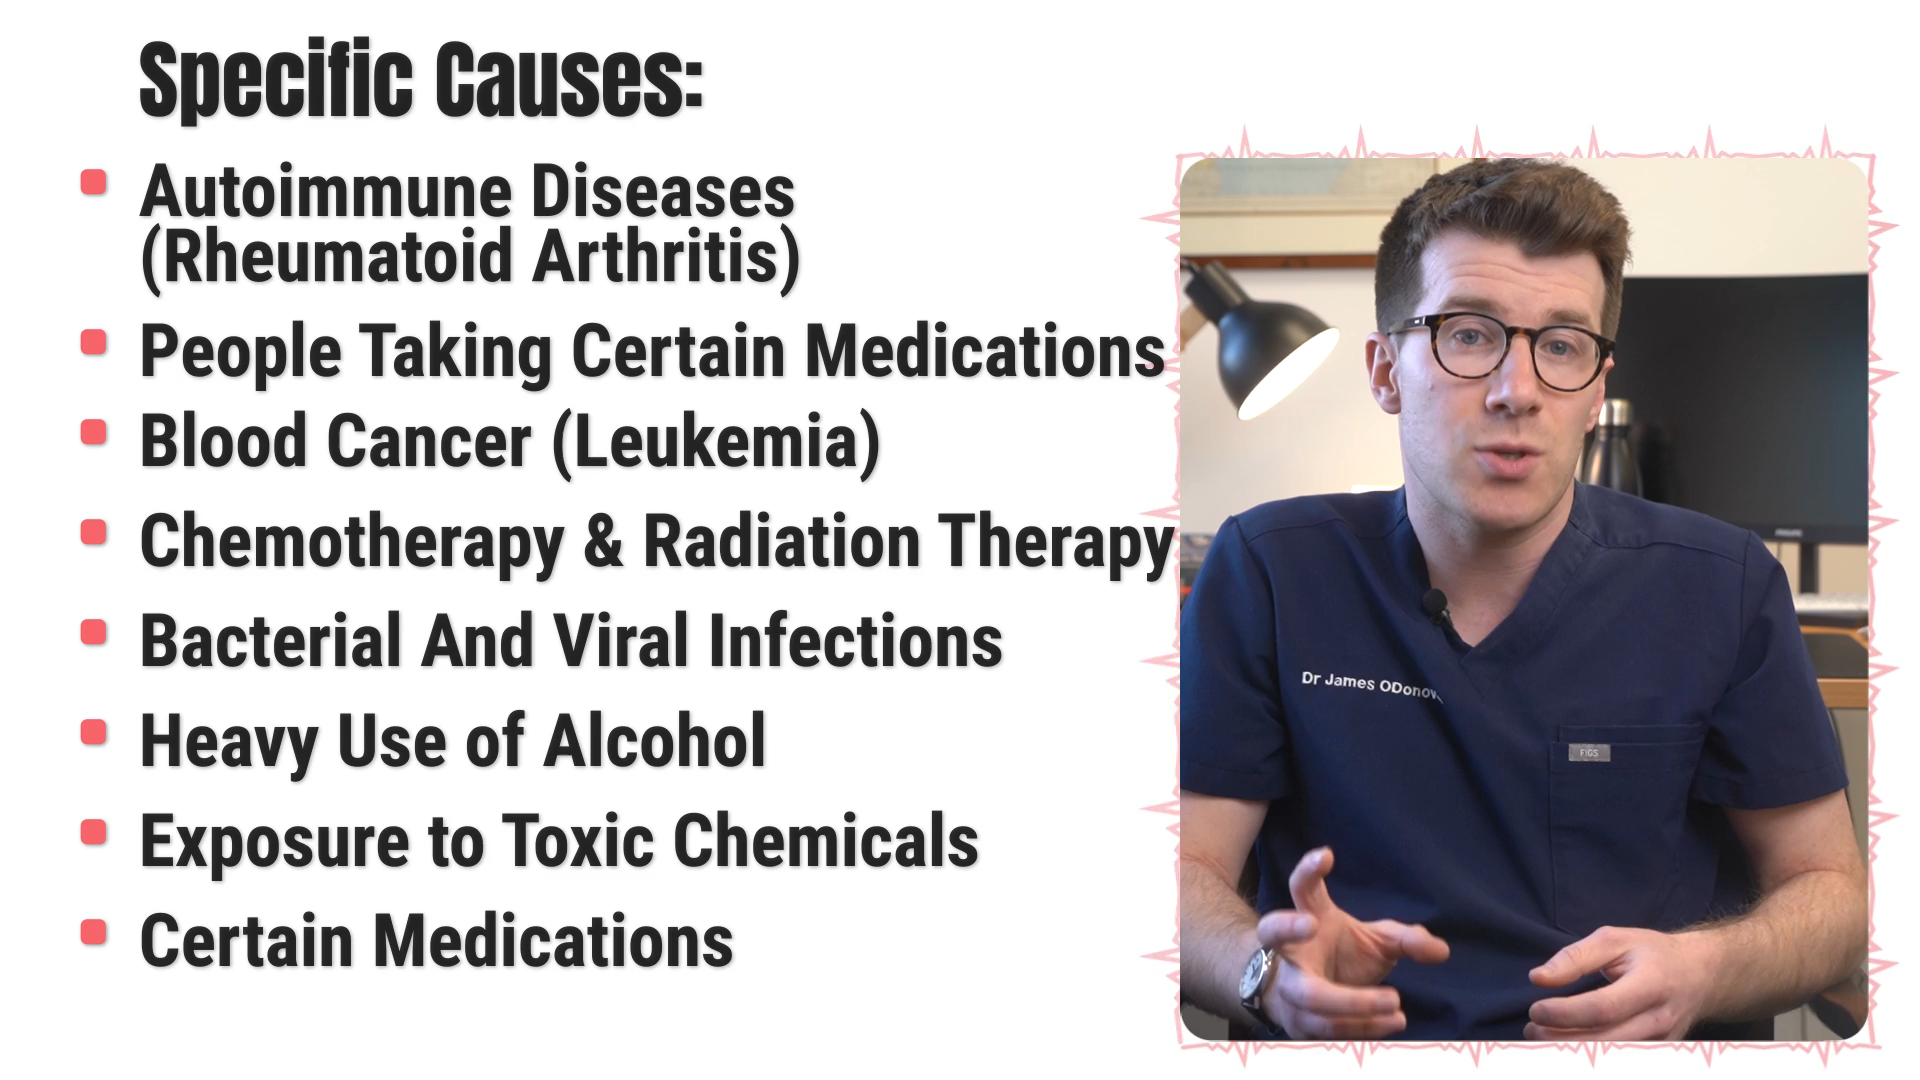 Specific Causes:
Autoimmune Diseases
(Rheumatoid Arthritis)
People Taking Certain Medications
Blood Cancer (Leukemia)
Chemotherapy & Radiation Therapy
Bacterial And Viral Infections
Heavy Use of Alcohol
Exposure to Toxic Chemicals
Certain Medications
Dr James ODonov
FIGS
PHILIPS